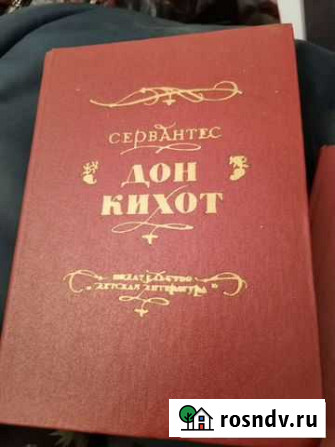 СЕРВАНТЕС
ДОН
КИХОТ
ИЗДАТЕЛЬСТВО
"ДЕТСКАЯ ЛИТЕРАТУРА"
rosndv.ru